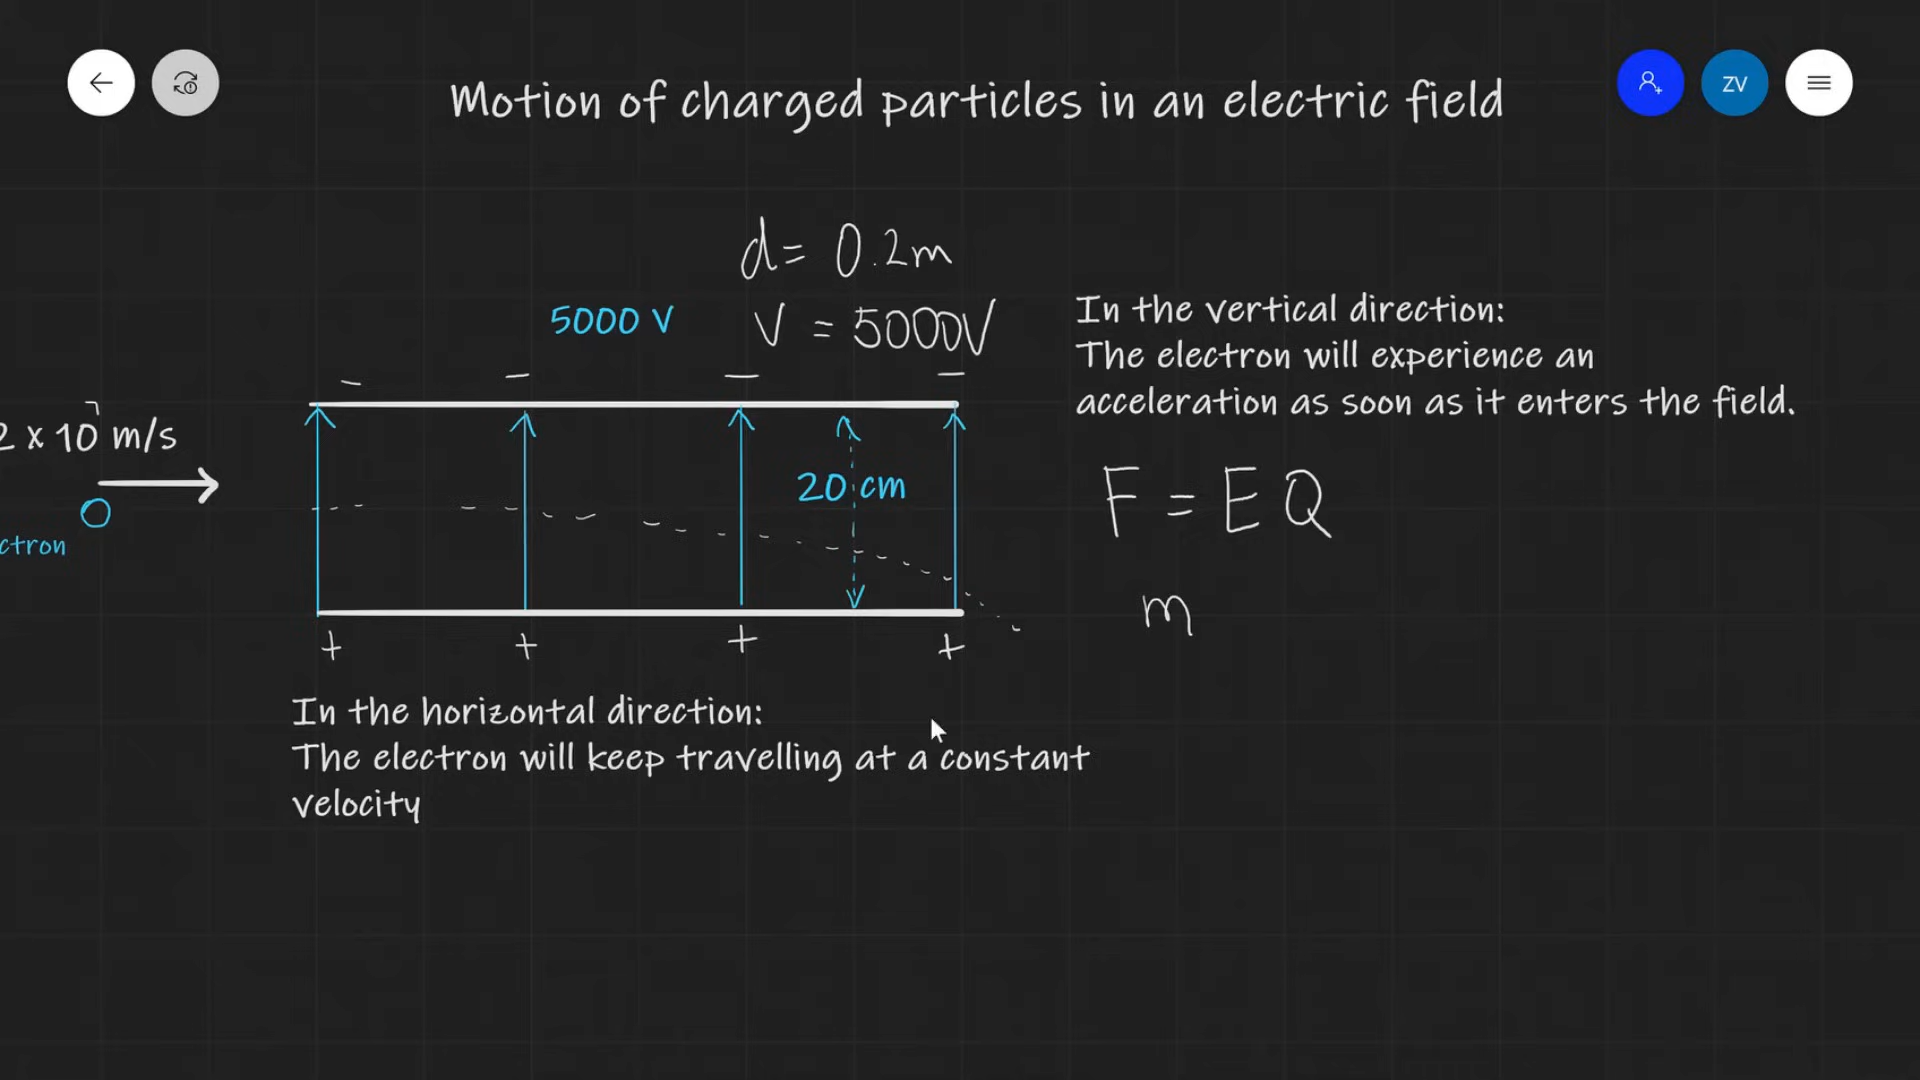 ZV
Motion of charged particles in an electric field
d = 0.2m
5000 V
V = 5000V
In the vertical direction:
The electron will experience an
acceleration as soon as it enters the field.
2 x 10⁷ m/s
ctron
20 cm
− − − −
+ + + +
F = E Q
m
In the horizontal direction:
The electron will keep travelling at a constant
velocity